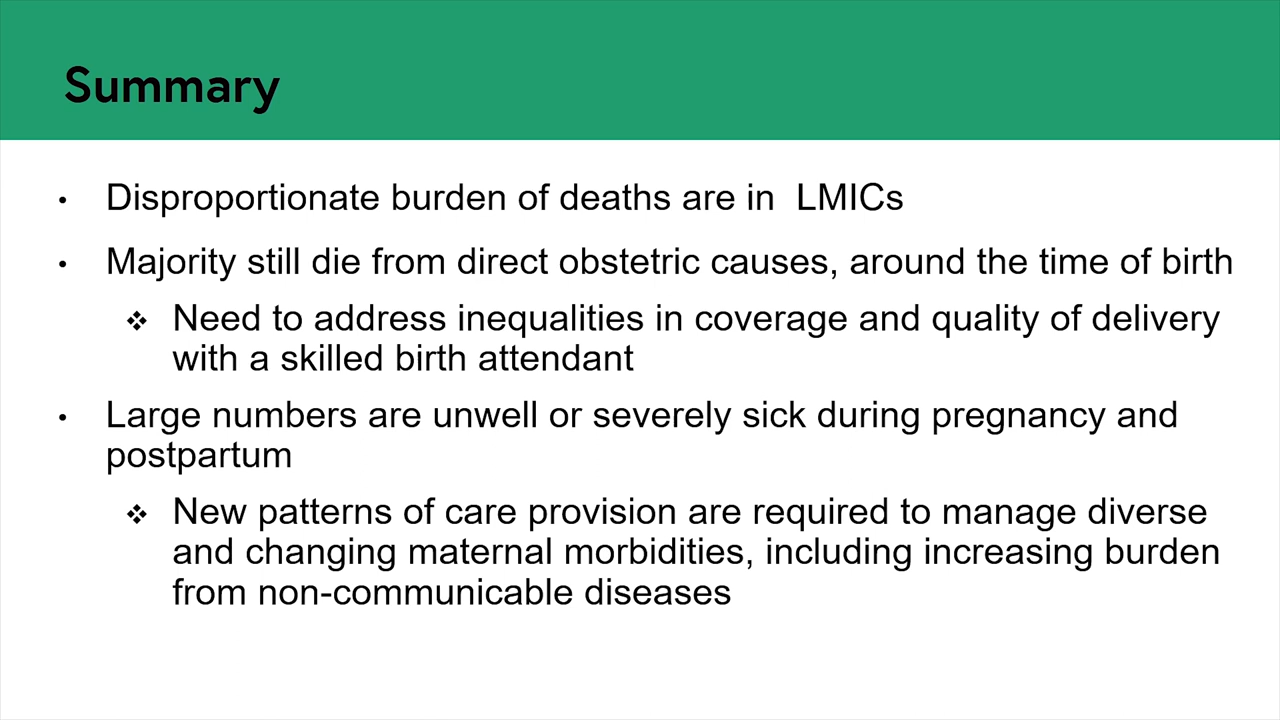 Summary
• Disproportionate burden of deaths are in  LMICs
• Majority still die from direct obstetric causes, around the time of birth
❖ Need to address inequalities in coverage and quality of delivery
with a skilled birth attendant
• Large numbers are unwell or severely sick during pregnancy and
postpartum
❖ New patterns of care provision are required to manage diverse
and changing maternal morbidities, including increasing burden
from non-communicable diseases